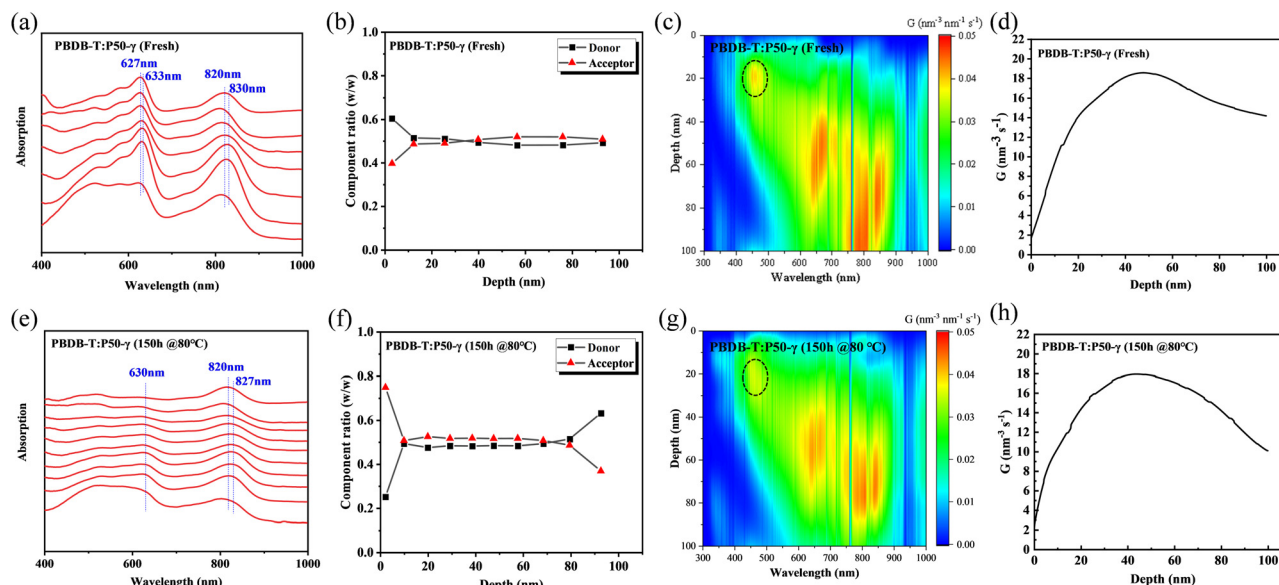 (a)
PBDB-T:P50-γ (Fresh)
627nm
633nm
820nm
830nm
Absorption
400 600 800 1000
Wavelength (nm)
(b)
PBDB-T:P50-γ (Fresh)
Donor
Acceptor
Component ratio (w/w)
1.0
0.8
0.6
0.4
0.2
0.0
0 20 40 60 80 100
Depth (nm)
(c)
G (nm⁻³ nm⁻¹ s⁻¹)
PBDB-T:P50-γ (Fresh)
Depth (nm)
0
20
40
60
80
100
300 400 500 600 700 800 900 1000
Wavelength (nm)
0.05
0.04
0.03
0.02
0.01
0.00
(d)
PBDB-T:P50-γ (Fresh)
G (nm⁻³ s⁻¹)
22
20
18
16
14
12
10
8
6
4
2
0
0 20 40 60 80 100
Depth (nm)
(e)
PBDB-T:P50-γ (150h @80℃)
630nm
820nm
827nm
Absorption
400 600 800 1000
Wavelength (nm)
(f)
PBDB-T:P50-γ (150h @80℃)
Donor
Acceptor
Component ratio (w/w)
1.0
0.8
0.6
0.4
0.2
0.0
0 20 40 60 80 100
Depth (nm)
(g)
G (nm⁻³ nm⁻¹ s⁻¹)
PBDB-T:P50-γ (150h @80 ℃)
Depth (nm)
0
20
40
60
80
100
300 400 500 600 700 800 900 1000
Wavelength (nm)
0.05
0.04
0.03
0.02
0.01
0.00
(h)
PBDB-T:P50-γ (150h @80℃)
G (nm⁻³ s⁻¹)
22
20
18
16
14
12
10
8
6
4
2
0
0 20 40 60 80 100
Depth (nm)